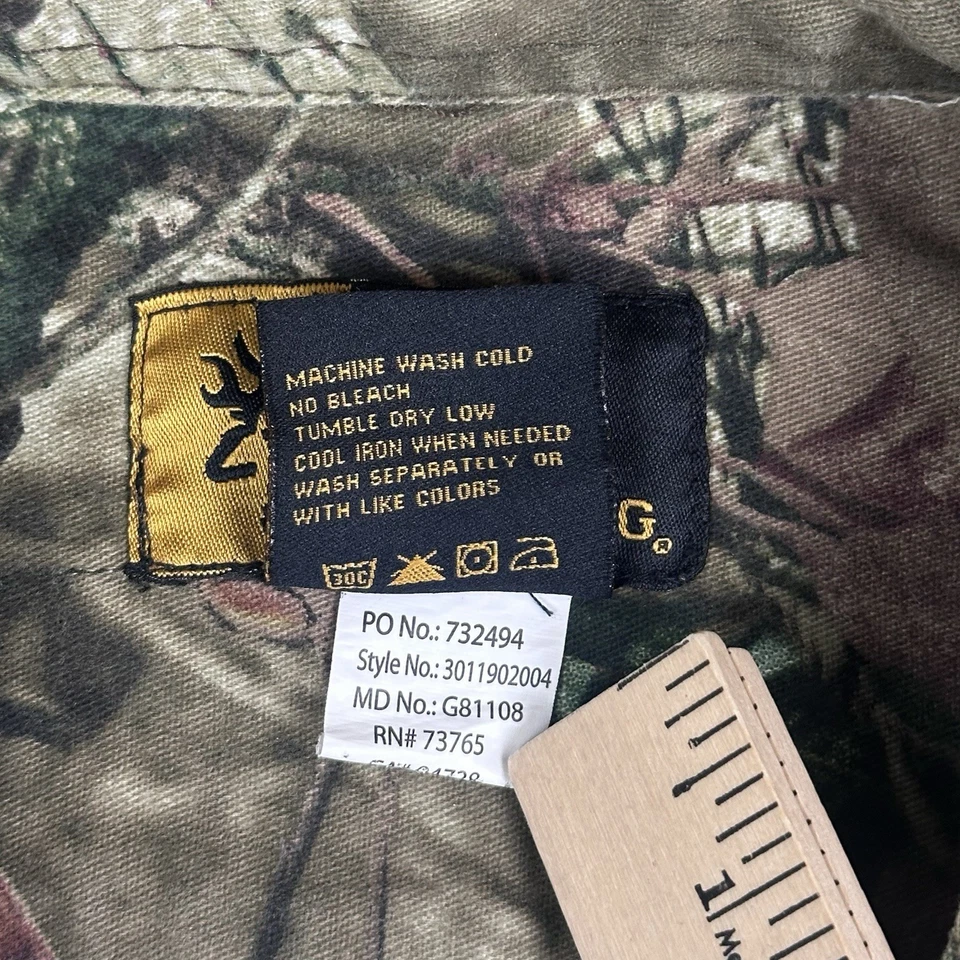 MACHINE WASH COLD
NO BLEACH
TUMBLE DRY LOW
COOL IRON WHEN NEEDED
WASH SEPARATELY OR
WITH LIKE COLORS
30C
G®
PO No.: 732494
Style No.: 3011902004
MD No.: G81108
RN# 73765
1